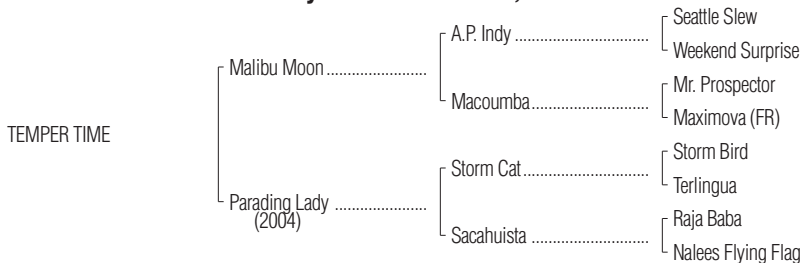 Seattle Slew
A.P. Indy ................................
Weekend Surprise
Malibu Moon ........................
Mr. Prospector
Macoumba ............................
Maximova (FR)
TEMPER TIME
Storm Bird
Storm Cat ..............................
Terlingua
Parading Lady ......................
(2004)
Raja Baba
Sacahuista ............................
Nalees Flying Flag